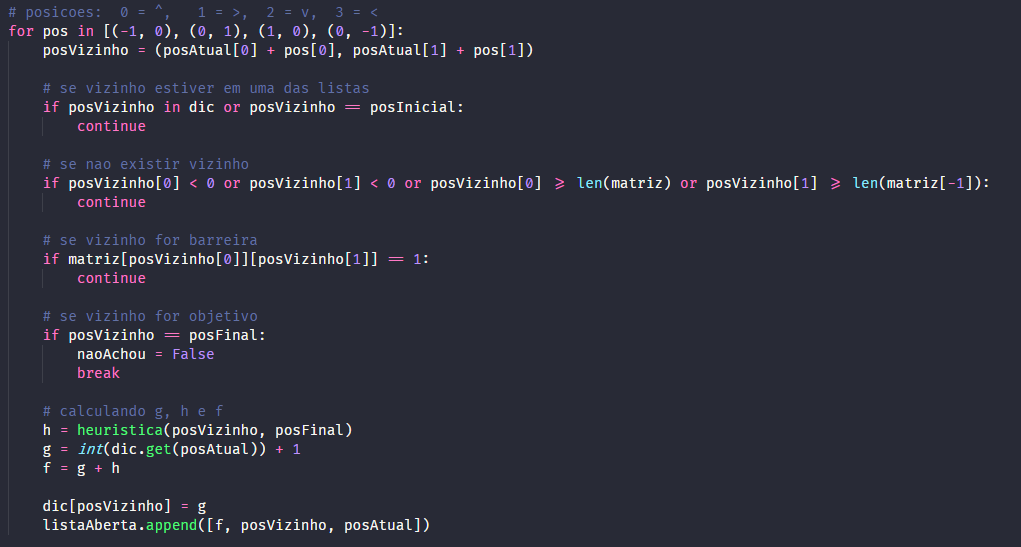 # posicoes:  0 = ^,   1 = >,  2 = v,  3 = <
for pos in [(-1, 0), (0, 1), (1, 0), (0, -1)]:
    posVizinho = (posAtual[0] + pos[0], posAtual[1] + pos[1])

    # se vizinho estiver em uma das listas
    if posVizinho in dic or posVizinho == posInicial:
        continue

    # se nao existir vizinho
    if posVizinho[0] < 0 or posVizinho[1] < 0 or posVizinho[0] >= len(matriz) or posVizinho[1] >= len(matriz[-1]):
        continue

    # se vizinho for barreira
    if matriz[posVizinho[0]][posVizinho[1]] == 1:
        continue

    # se vizinho for objetivo
    if posVizinho == posFinal:
        naoAchou = False
        break

    # calculando g, h e f
    h = heuristica(posVizinho, posFinal)
    g = int(dic.get(posAtual)) + 1
    f = g + h

    dic[posVizinho] = g
    listaAberta.append([f, posVizinho, posAtual])